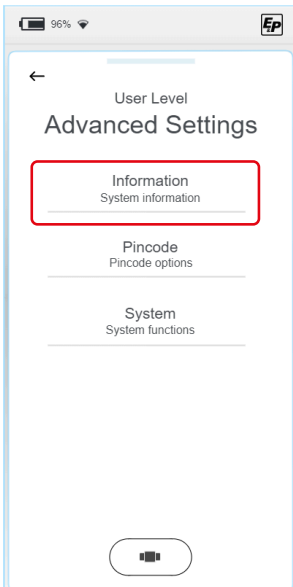 96%
EP
User Level
Advanced Settings
Information
System information
Pincode
Pincode options
System
System functions